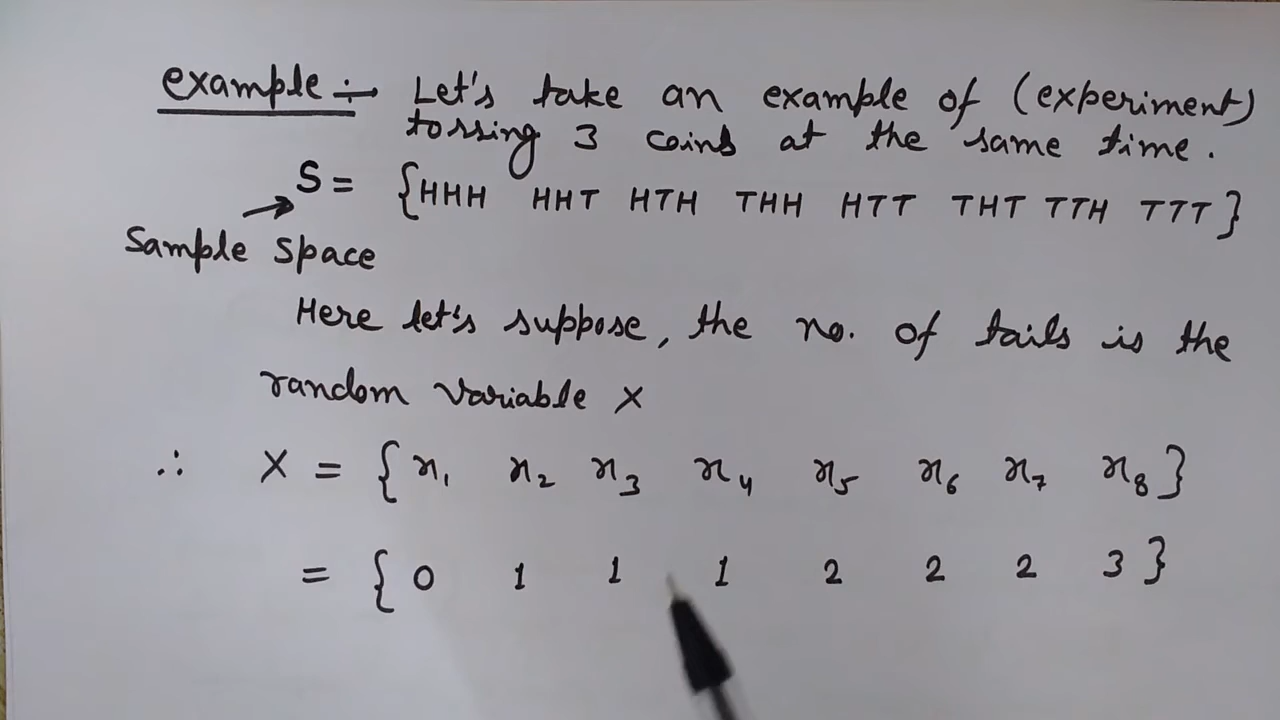 example :→ Let's take an example of (experiment)
tossing 3 coins at the same time.
S = {HHH HHT HTH THH HTT THT TTH TTT}
Sample Space
Here let's suppose, the no. of tails is the
random variable X
∴ X = {x₁ x₂ x₃ x₄ x₅ x₆ x₇ x₈}
= {0 1 1 1 2 2 2 3}